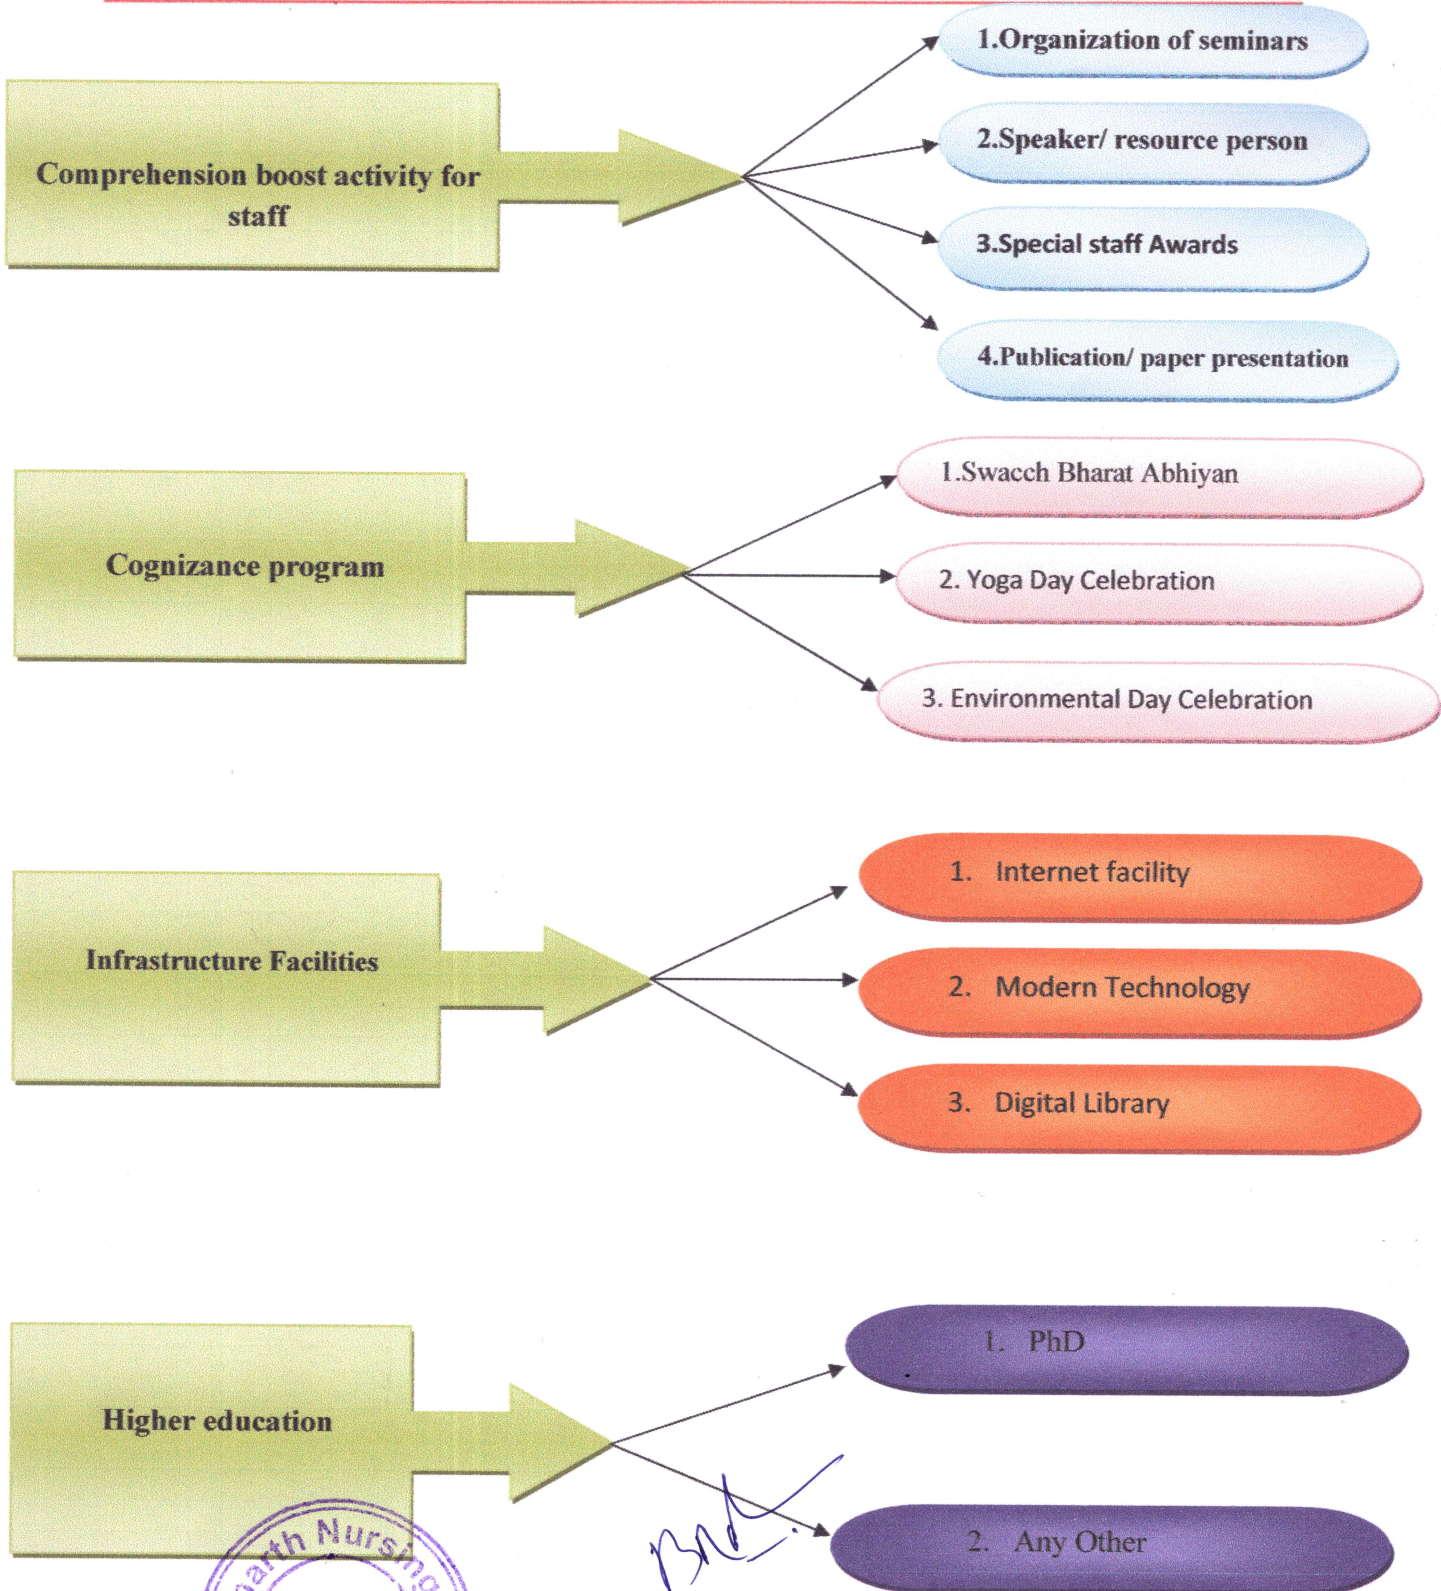 Comprehension boost activity for
staff
1.Organization of seminars
2.Speaker/ resource person
3.Special staff Awards
4.Publication/ paper presentation
Cognizance program
1.Swacch Bharat Abhiyan
2. Yoga Day Celebration
3. Environmental Day Celebration
Infrastructure Facilities
1. Internet facility
2. Modern Technology
3. Digital Library
Higher education
1. PhD
2. Any Other
Nursing